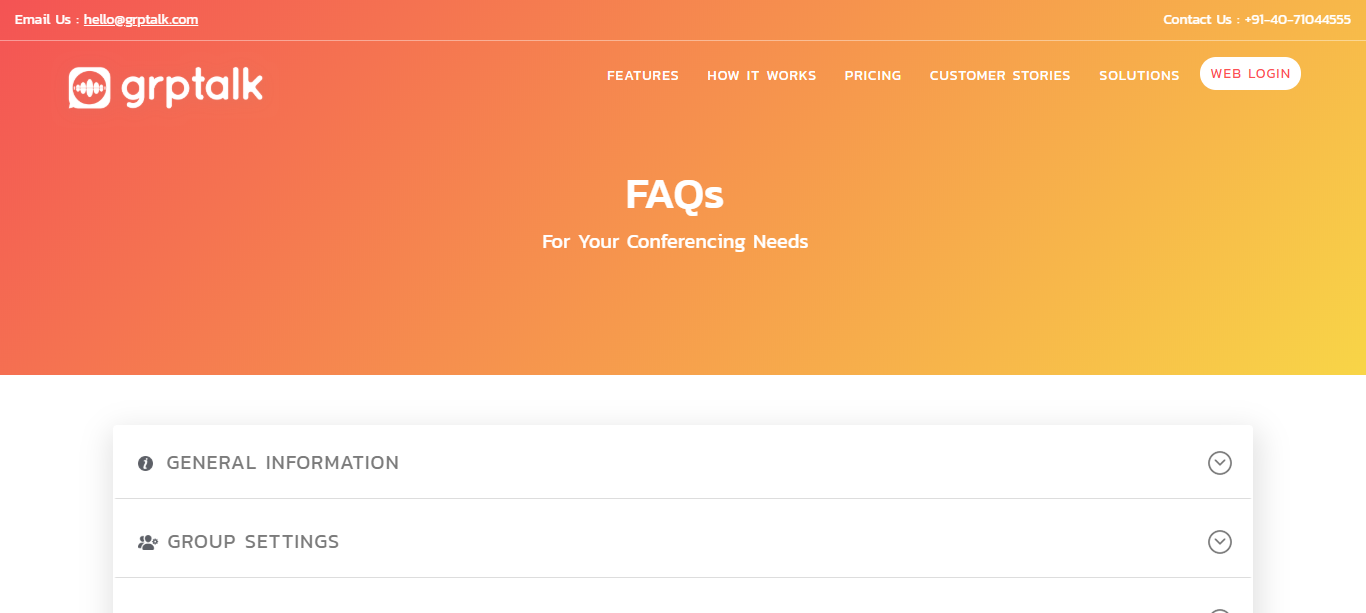 Email Us : hello@grptalk.com
Contact Us : +91-40-71044555
grptalk
FEATURES HOW IT WORKS PRICING CUSTOMER STORIES SOLUTIONS WEB LOGIN
FAQs
For Your Conferencing Needs
GENERAL INFORMATION
GROUP SETTINGS